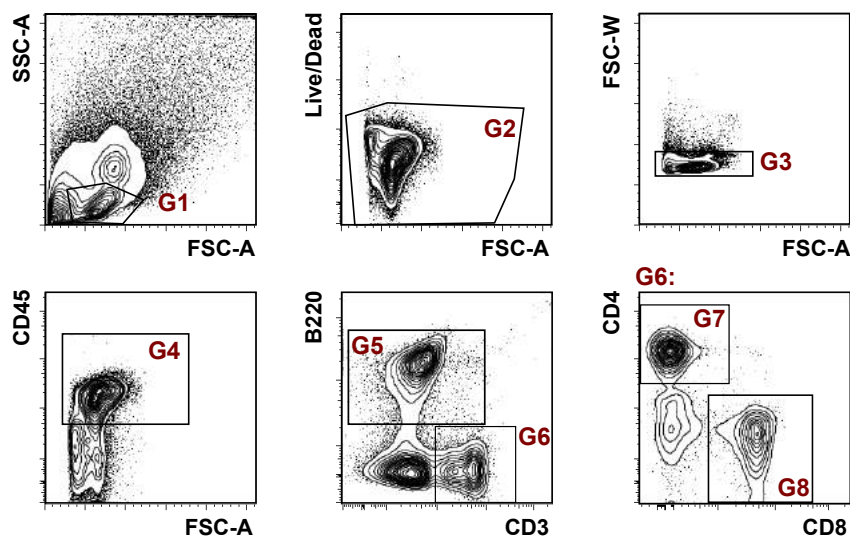 SSC-A
G1
FSC-A
Live/Dead
G2
FSC-A
FSC-W
G3
FSC-A
CD45
G4
FSC-A
B220
G5
G6
CD3
G6:
CD4
G7
G8
CD8